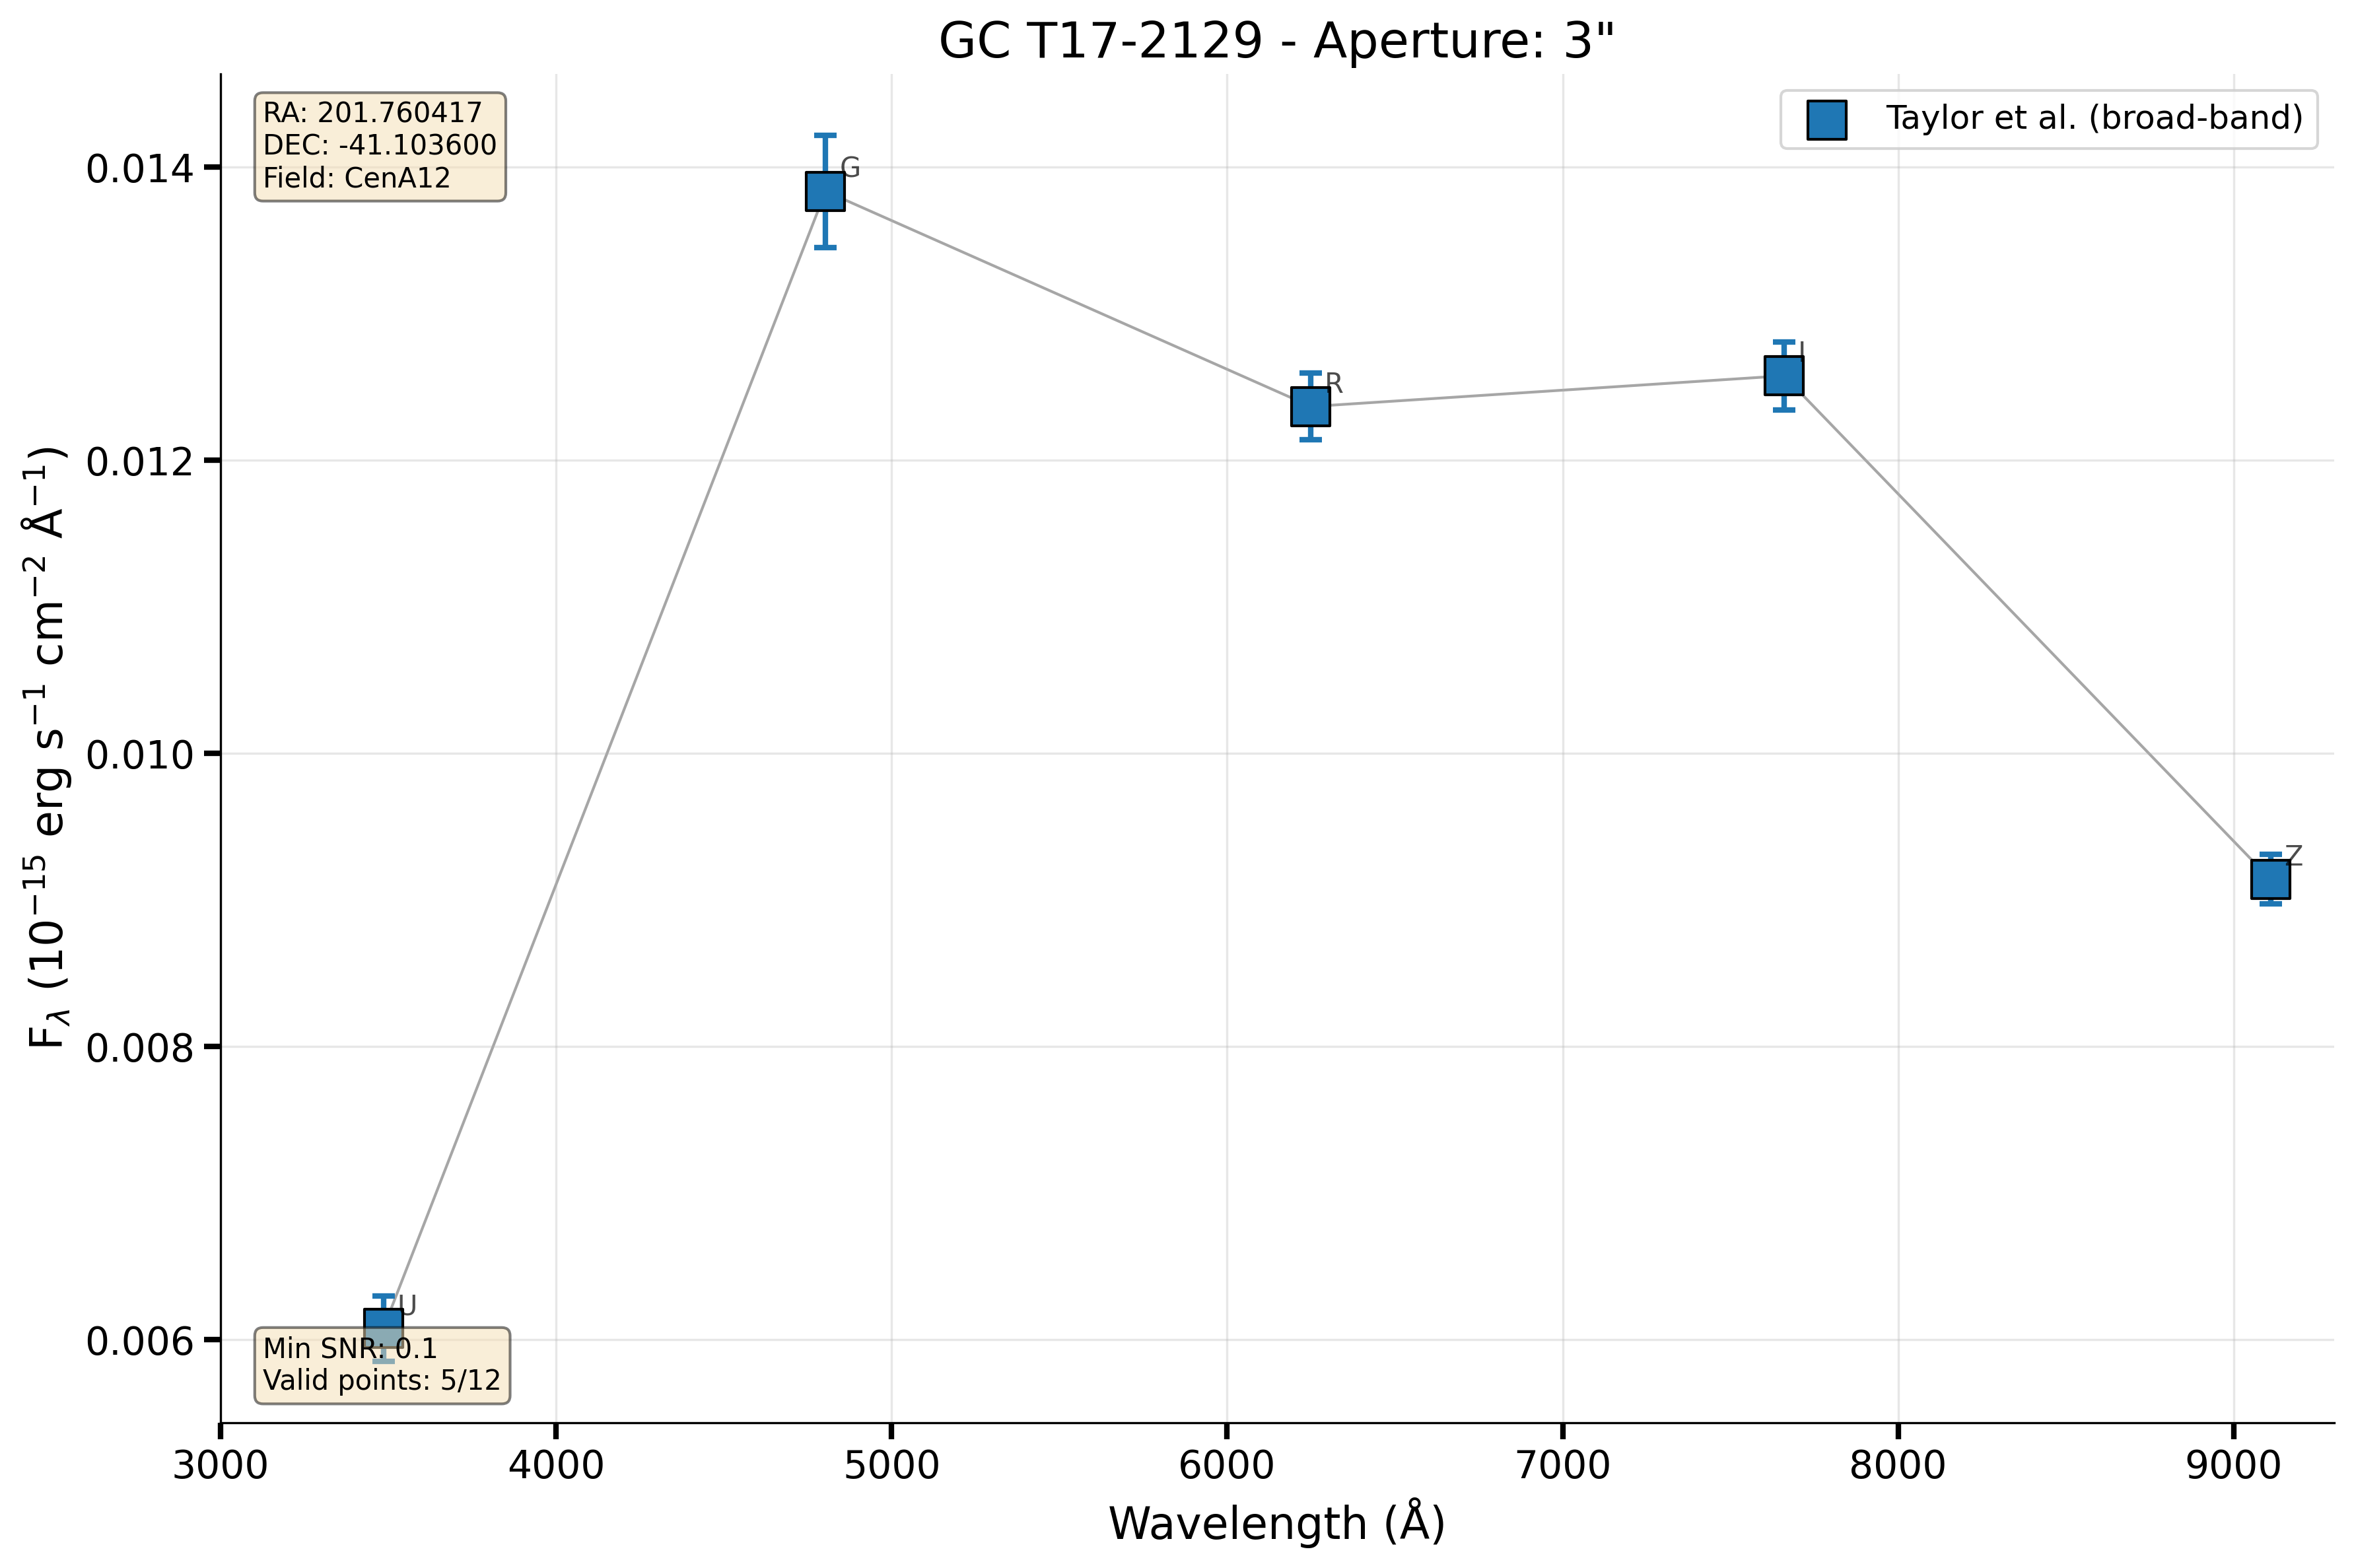 GC T17-2129 - Aperture: 3"
RA: 201.760417
DEC: -41.103600
Field: CenA12
Taylor et al. (broad-band)
G
R
I
Z
U
Min SNR: 0.1
Valid points: 5/12
0.014
0.012
0.010
0.008
0.006
F_λ (10⁻¹⁵ erg s⁻¹ cm⁻² Å⁻¹)
3000 4000 5000 6000 7000 8000 9000
Wavelength (Å)